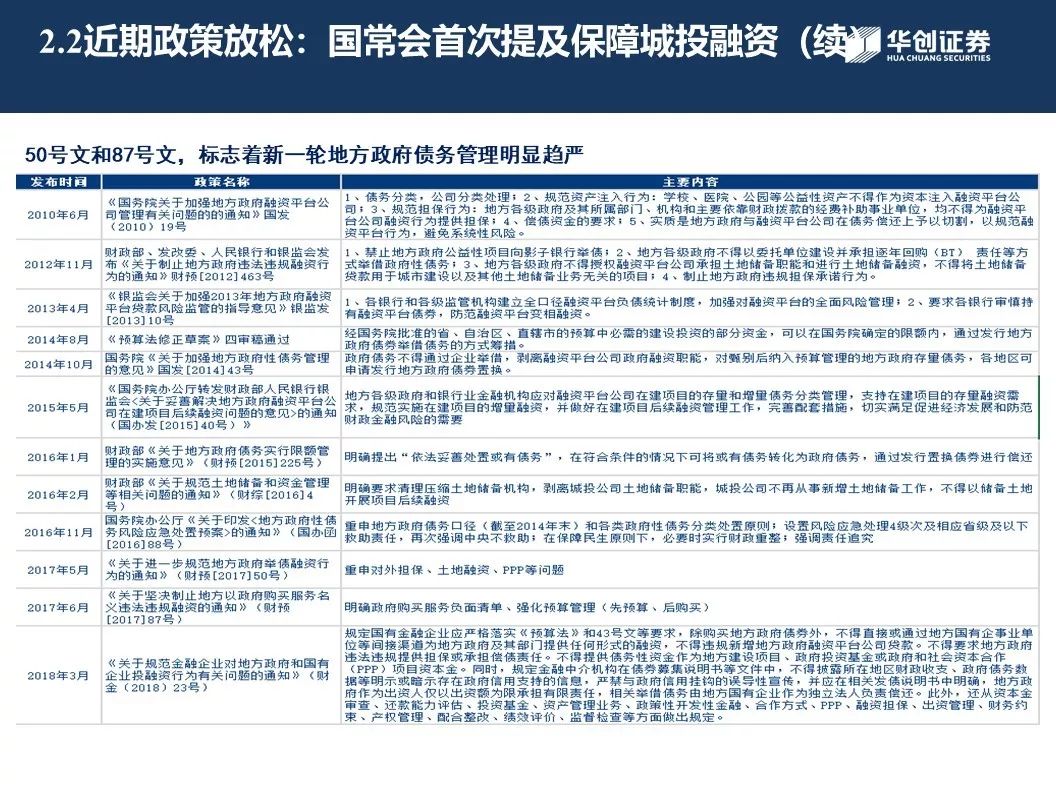 2.2近期政策放松：国常会首次提及保障城投融资（续
华创证券
HUA CHUANG SECURITIES
50号文和87号文，标志着新一轮地方政府债务管理明显趋严
发布时间
政策名称
主要内容
2010年6月
《国务院关于加强地方政府融资平台公
司管理有关问题的的通知》国发
（2010）19号
1、债务分类，公司分类处理；2、规范资产注入行为：学校、医院、公园等公益性资产不得作为资本注入融资平台公
司；3、规范担保行为：地方各级政府及其所属部门、机构和主要依靠财政拨款的经费补助事业单位，均不得为融资平
台公司融资行为提供担保；4、偿债资金的要求；5、实质是地方政府与融资平台公司在债务偿还上予以切割，以规范融
资平台行为，避免系统性风险。
2012年11月
财政部、发改委、人民银行和银监会发
布《关于制止地方政府违法违规融资行
为的通知》财预[2012]463号
1、禁止地方政府公益性项目向影子银行举债；2、地方各级政府不得以委托单位建设并承担逐年回购(BT) 责任等方
式举借政府性债务；3、地方各级政府不得授权融资平台公司承担土地储备职能和进行土地储备融资，不得将土地储备
贷款用于城市建设以及其他土地储备业务无关的项目；4、制止地方政府违规担保承诺行为。
2013年4月
《银监会关于加强2013年地方政府融资
平台贷款风险监管的指导意见》银监发
[2013]10号
1、各银行和各级监管机构建立全口径融资平台负债统计制度，加强对融资平台的全面风险管理；2、要求各银行审慎持
有融资平台债券，防范融资平台变相融资。
2014年8月
《预算法修正草案》四审稿通过
经国务院批准的省、自治区、直辖市的预算中必需的建设投资的部分资金，可以在国务院确定的限额内，通过发行地方
政府债券举借债务的方式筹措。
2014年10月
国务院《关于加强地方政府性债务管理
的意见》国发[2014]43号
政府债务不得通过企业举借，剥离融资平台公司政府融资职能，对甄别后纳入预算管理的地方政府存量债务，各地区可
申请发行地方政府债券置换。
2015年5月
《国务院办公厅转发财政部人民银行银
监会<关于妥善解决地方政府融资平台公
司在建项目后续融资问题的意见>的通知
（国办发[2015]40号）》
地方各级政府和银行业金融机构应对融资平台公司在建项目的存量和增量债务分类管理，支持在建项目的存量融资需
求，规范实施在建项目的增量融资，并做好在建项目后续融资管理工作，完善配套措施，切实满足促进经济发展和防范
财政金融风险的需要
2016年1月
财政部《关于地方政府债务实行限额管
理的实施意见》（财预[2015]225号）
明确提出“依法妥善处置或有债务”，在符合条件的情况下可将或有债务转化为政府债务，通过发行置换债券进行偿还
2016年2月
财政部《关于规范土地储备和资金管理
等相关问题的通知》（财综[2016]4
号）
明确要求清理压缩土地储备机构，剥离城投公司土地储备职能，城投公司不再从事新增土地储备工作，不得以储备土地
开展项目后续融资
2016年11月
国务院办公厅《关于印发<地方政府性债
务风险应急处置预案>的通知》（国办函
[2016]88号）
重申地方政府债务口径（截至2014年末）和各类政府性债务分类处置原则；设置风险应急处理4级次及相应省级及以下
救助责任，再次强调中央不救助；在保障民生原则下，必要时实行财政重整；强调责任追究
2017年5月
《关于进一步规范地方政府举债融资行
为的通知》（财预[2017]50号）
重申对外担保、土地融资、PPP等问题
2017年6月
《关于坚决制止地方以政府购买服务名
义违法违规融资的通知》（财预
[2017]87号）
明确政府购买服务负面清单、强化预算管理（先预算、后购买）
2018年3月
《关于规范金融企业对地方政府和国有
企业投融资行为有关问题的通知》（财
金（2018）23号）
规定国有金融企业应严格落实《预算法》和43号文等要求，除购买地方政府债券外，不得直接或通过地方国有企事业单
位等间接渠道为地方政府及其部门提供任何形式的融资，不得违规新增地方政府融资平台公司贷款。不得要求地方政府
违法违规提供担保或承担偿债责任。不得提供债务性资金作为地方建设项目、政府投资基金或政府和社会资本合作
（PPP）项目资本金。同时，规定金融中介机构在债券募集说明书等文件中，不得披露所在地区财政收支、政府债务数
据等明示或暗示存在政府信用支持的信息，严禁与政府信用挂钩的误导性宣传，并应在相关发债说明书中明确，地方政
府作为出资人仅以出资额为限承担有限责任，相关举借债务由地方国有企业作为独立法人负责偿还。此外，还从资本金
审查、还款能力评估、投资基金、资产管理业务、政策性开发性金融、合作方式、PPP、融资担保、出资管理、财务约
束、产权管理、配合整改、绩效评价、监督检查等方面做出规定。